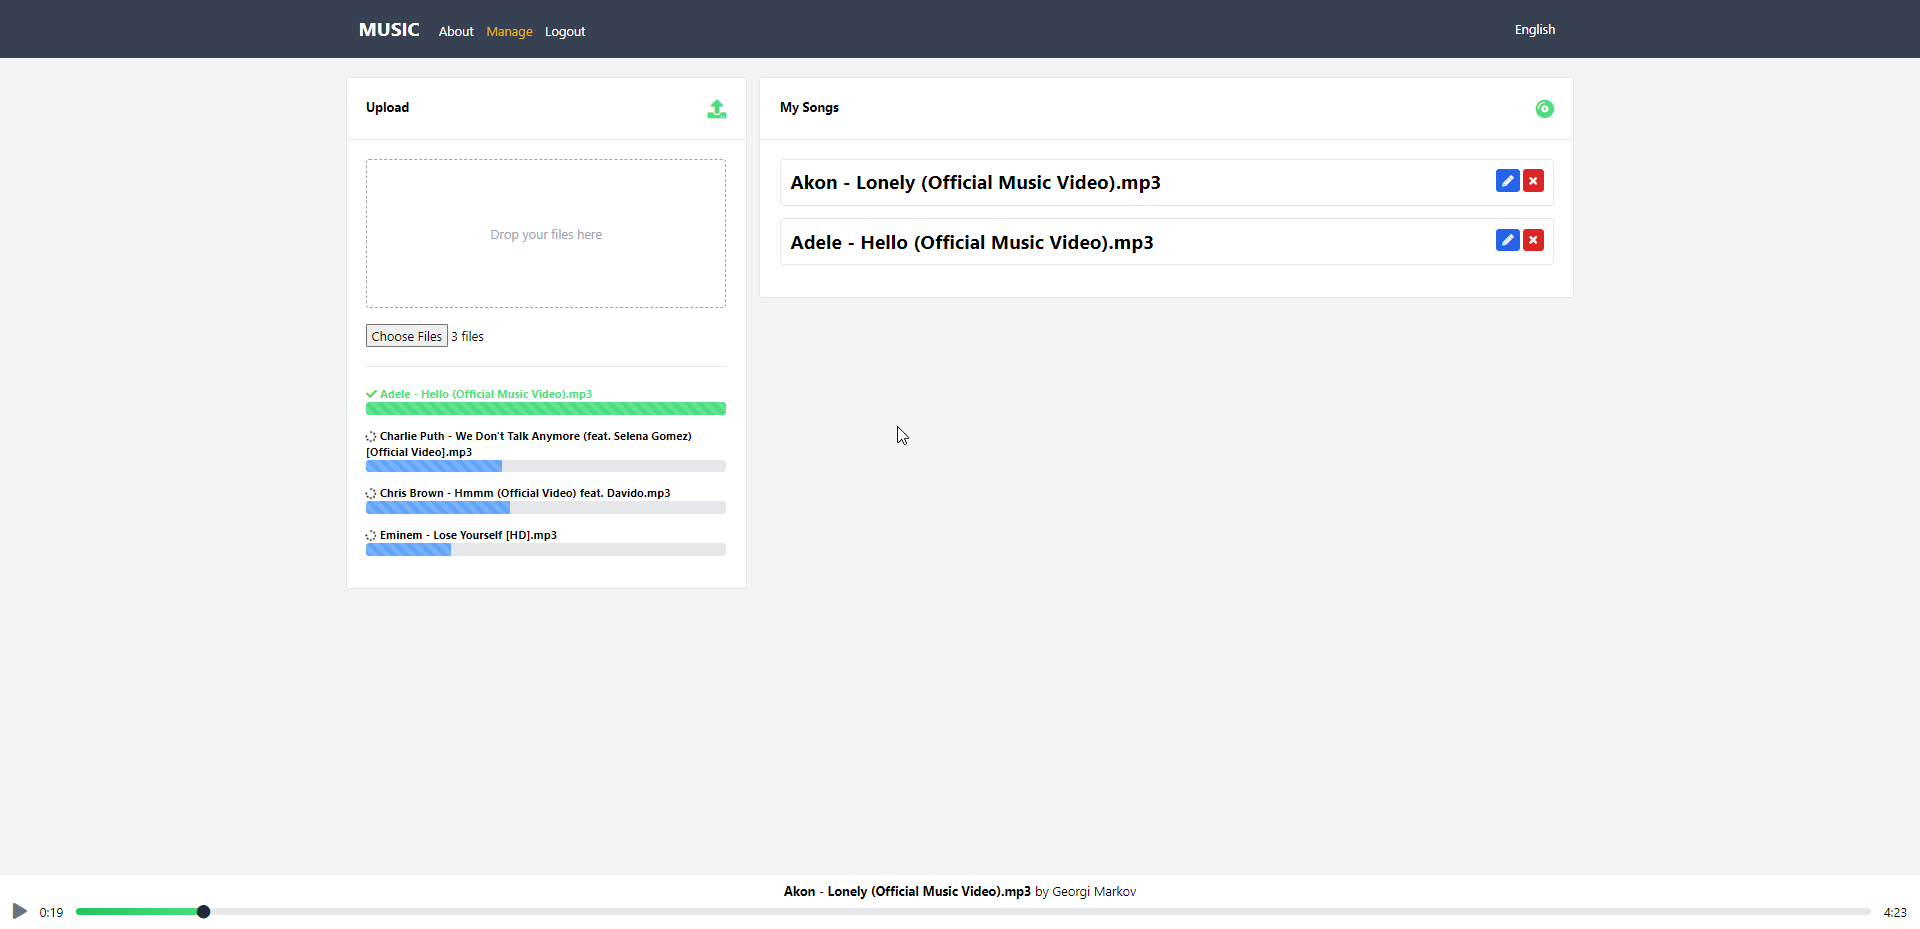 MUSIC About Manage Logout English
Upload
Drop your files here
Choose Files 3 files
Adele - Hello (Official Music Video).mp3
Charlie Puth - We Don't Talk Anymore (feat. Selena Gomez)
[Official Video].mp3
Chris Brown - Hmmm (Official Video) feat. Davido.mp3
Eminem - Lose Yourself [HD].mp3
My Songs
Akon - Lonely (Official Music Video).mp3
Adele - Hello (Official Music Video).mp3
Akon - Lonely (Official Music Video).mp3 by Georgi Markov
0:19 4:23